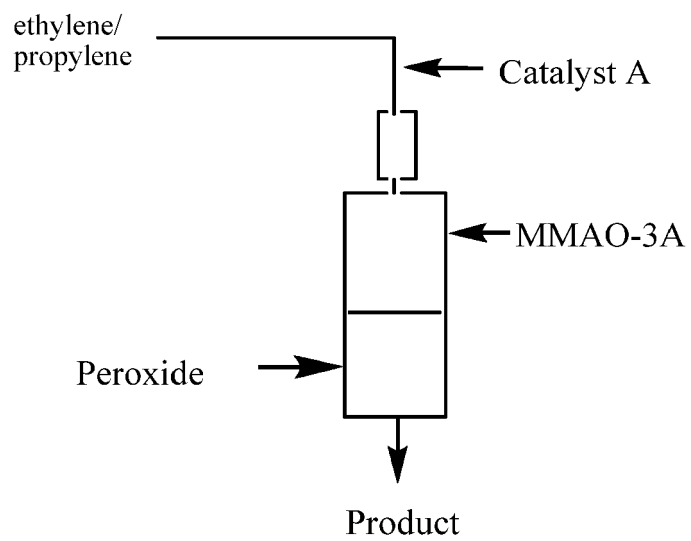 ethylene/
propylene
Catalyst A
MMAO-3A
Peroxide
Product